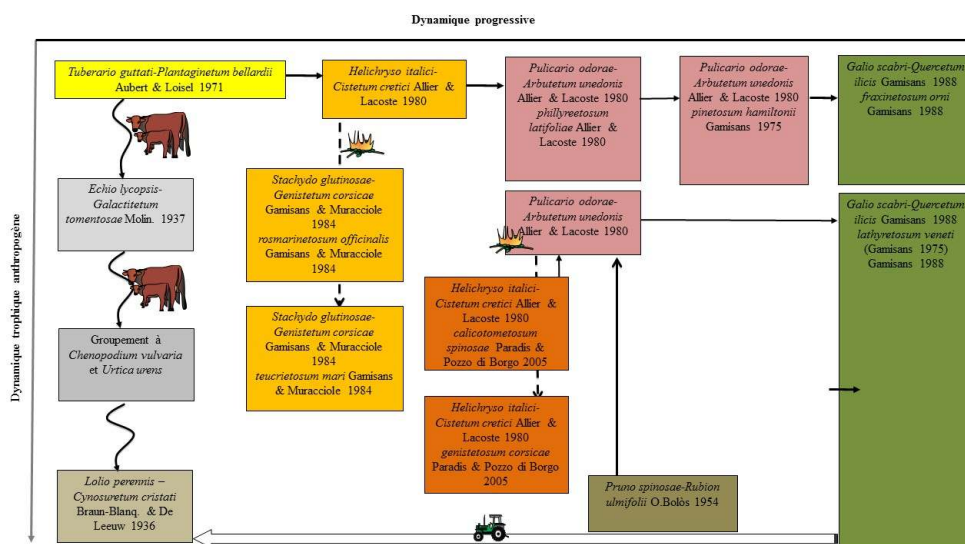 Dynamique progressive
Dynamique trophique anthropogène
Tuberario guttati-Plantaginetum bellardii
Aubert & Loisel 1971
Helichryso italici-
Cistetum cretici Allier &
Lacoste 1980
Pulicario odorae-
Arbutetum unedonis
Allier & Lacoste 1980
phillyreetosum
latifoliae Allier &
Lacoste 1980
Pulicario odorae-
Arbutetum unedonis
Allier & Lacoste 1980
pinetosum hamiltonii
Gamisans 1975
Galio scabri-Quercetum
ilicis Gamisans 1988
fraxinetosum orni
Gamisans 1988
Echio lycopsis-
Galactitetum
tomentosae Molin. 1937
Stachydo glutinosae-
Genistetum corsicae
Gamisans & Muracciole
1984
rosmarinetosum officinalis
Gamisans & Muracciole
1984
Pulicario odorae-
Arbutetum unedonis
Allier & Lacoste 1980
Galio scabri-Quercetum
ilicis Gamisans 1988
lathyretosum veneti
(Gamisans 1975)
Gamisans 1988
Groupement à
Chenopodium vulvaria
et Urtica urens
Stachydo glutinosae-
Genistetum corsicae
Gamisans & Muracciole
1984
teucrietosum mari Gamisans
& Muracciole 1984
Helichryso italici-
Cistetum cretici Allier &
Lacoste 1980
calicotometosum
spinosae Paradis &
Pozzo di Borgo 2005
Helichryso italici-
Cistetum cretici Allier &
Lacoste 1980
genistetosum corsicae
Paradis & Pozzo di Borgo
2005
Lolio perennis –
Cynosuretum cristati
Braun-Blanq. & De
Leeuw 1936
Pruno spinosae-Rubion
ulmifolii O.Bolòs 1954